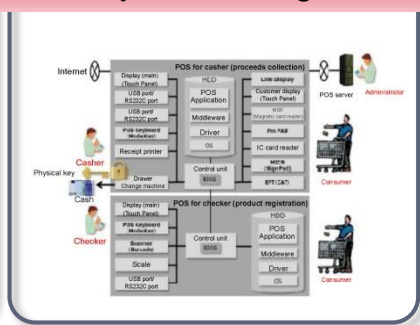 POS for casher (proceeds collection)
Internet
Display (main)
(Touch Panel)
USB port/
RS232C port
USB port/
RS232C port
POS Keyboard
Receipt printer
Drawer
Change machine
HDD
POS
Application
Middleware
Driver
OS
Control unit
BIOS
Line Display
Customer display
(Touch Panel)
MSR
(Magnetic card reader)
Pin PAD
IC card reader
MICR
(Sign Pad)
EFT(CAT)
POS server
Administrator
Casher
Physical key
Cash
Consumer
POS for checker (product registration)
Checker
Display (main)
(Touch Panel)
POS Keyboard
Scanner
(Barcode)
Scale
USB port/
RS232C port
Control unit
BIOS
HDD
POS
Application
Middleware
Driver
OS
Consumer